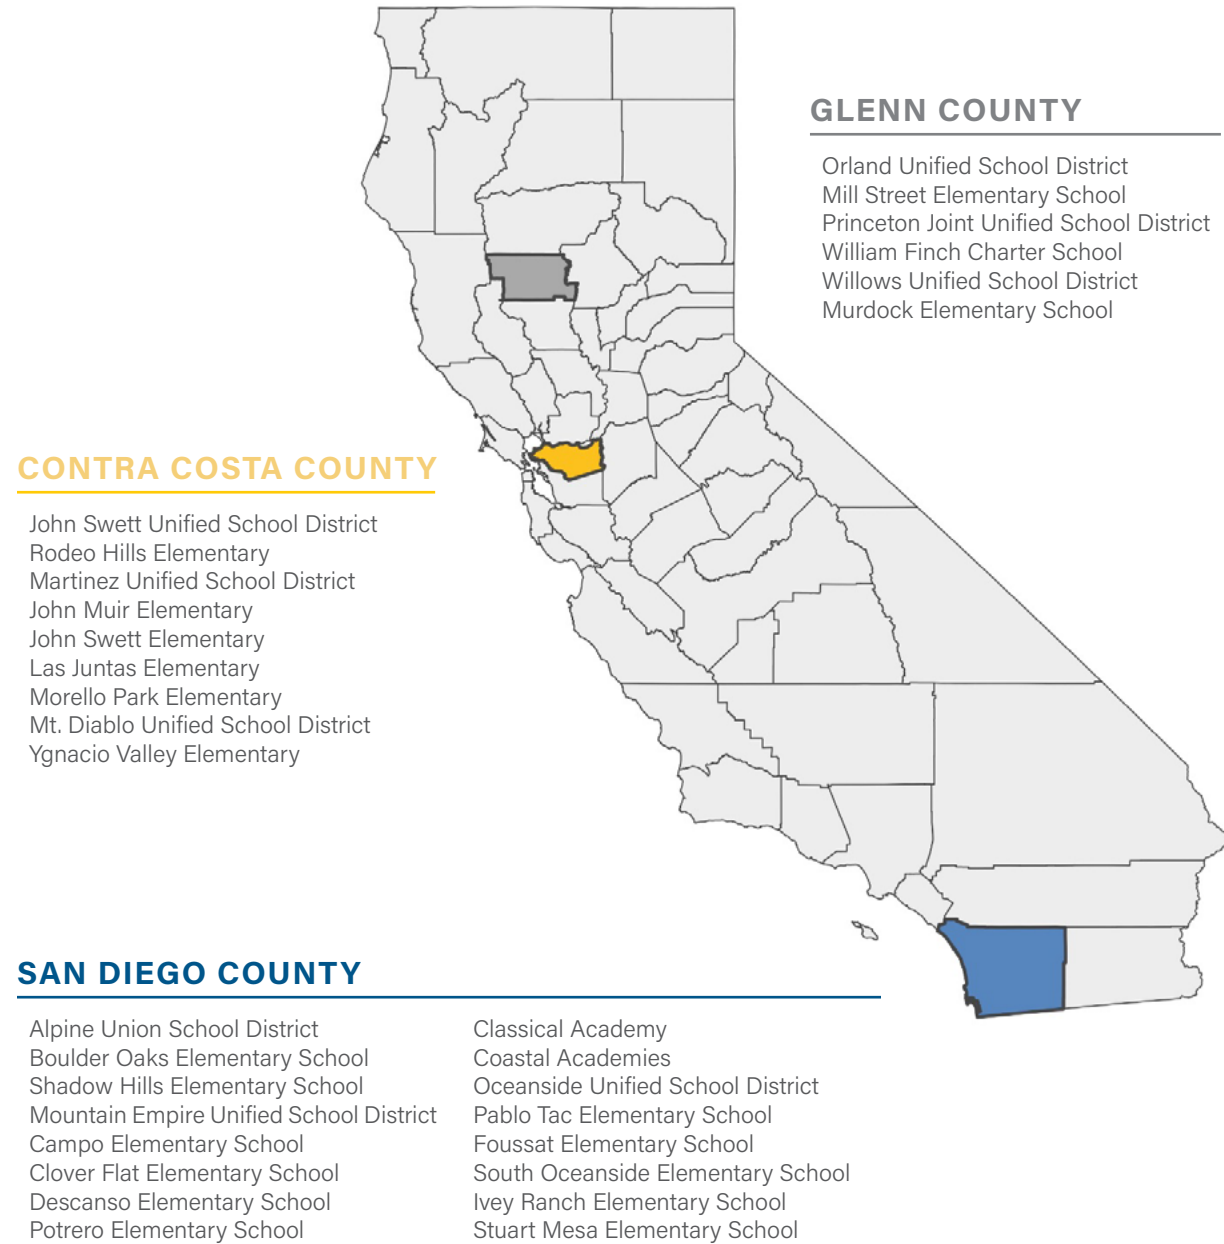 GLENN COUNTY
Orland Unified School District
Mill Street Elementary School
Princeton Joint Unified School District
William Finch Charter School
Willows Unified School District
Murdock Elementary School
CONTRA COSTA COUNTY
John Swett Unified School District
Rodeo Hills Elementary
Martinez Unified School District
John Muir Elementary
John Swett Elementary
Las Juntas Elementary
Morello Park Elementary
Mt. Diablo Unified School District
Ygnacio Valley Elementary
SAN DIEGO COUNTY
Alpine Union School District
Boulder Oaks Elementary School
Shadow Hills Elementary School
Mountain Empire Unified School District
Campo Elementary School
Clover Flat Elementary School
Descanso Elementary School
Potrero Elementary School
Classical Academy
Coastal Academies
Oceanside Unified School District
Pablo Tac Elementary School
Foussat Elementary School
South Oceanside Elementary School
Ivey Ranch Elementary School
Stuart Mesa Elementary School